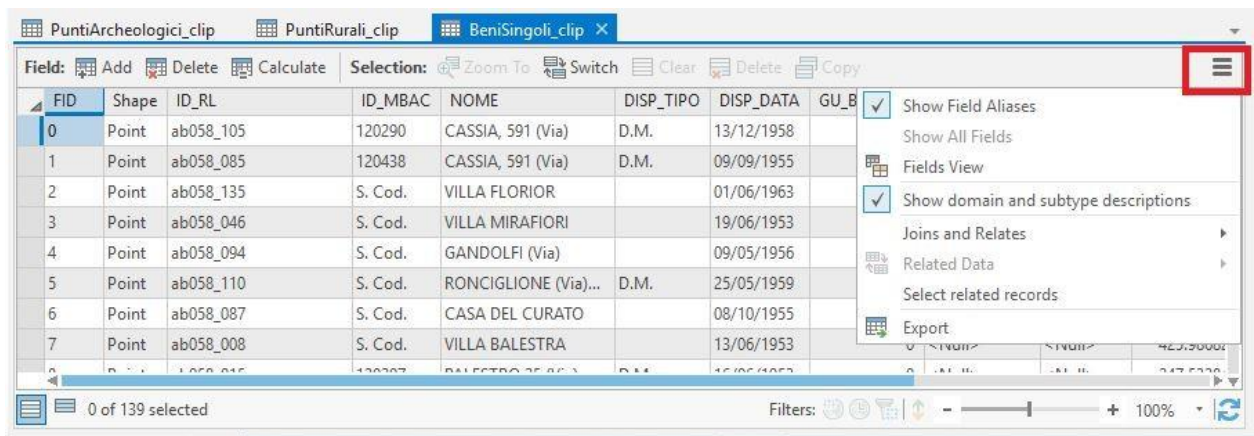 PuntiArcheologici_clip PuntiRurali_clip BeniSingoli_clip ×
Field: Add Delete Calculate Selection: Zoom To Switch Clear Delete Copy
FID Shape ID_RL ID_MBAC NOME DISP_TIPO DISP_DATA GU_B
0 Point ab058_105 120290 CASSIA, 591 (Via) D.M. 13/12/1958
1 Point ab058_085 120438 CASSIA, 591 (Via) D.M. 09/09/1955
2 Point ab058_135 S. Cod. VILLA FLORIOR 01/06/1963
3 Point ab058_046 S. Cod. VILLA MIRAFIORI 19/06/1953
4 Point ab058_094 S. Cod. GANDOLFI (Via) 09/05/1956
5 Point ab058_110 S. Cod. RONCIGLIONE (Via)... D.M. 25/05/1959
6 Point ab058_087 S. Cod. CASA DEL CURATO 08/10/1955
7 Point ab058_008 S. Cod. VILLA BALESTRA 13/06/1953
Show Field Aliases
Show All Fields
Fields View
Show domain and subtype descriptions
Joins and Relates
Related Data
Select related records
Export
0 of 139 selected Filters: - + 100%